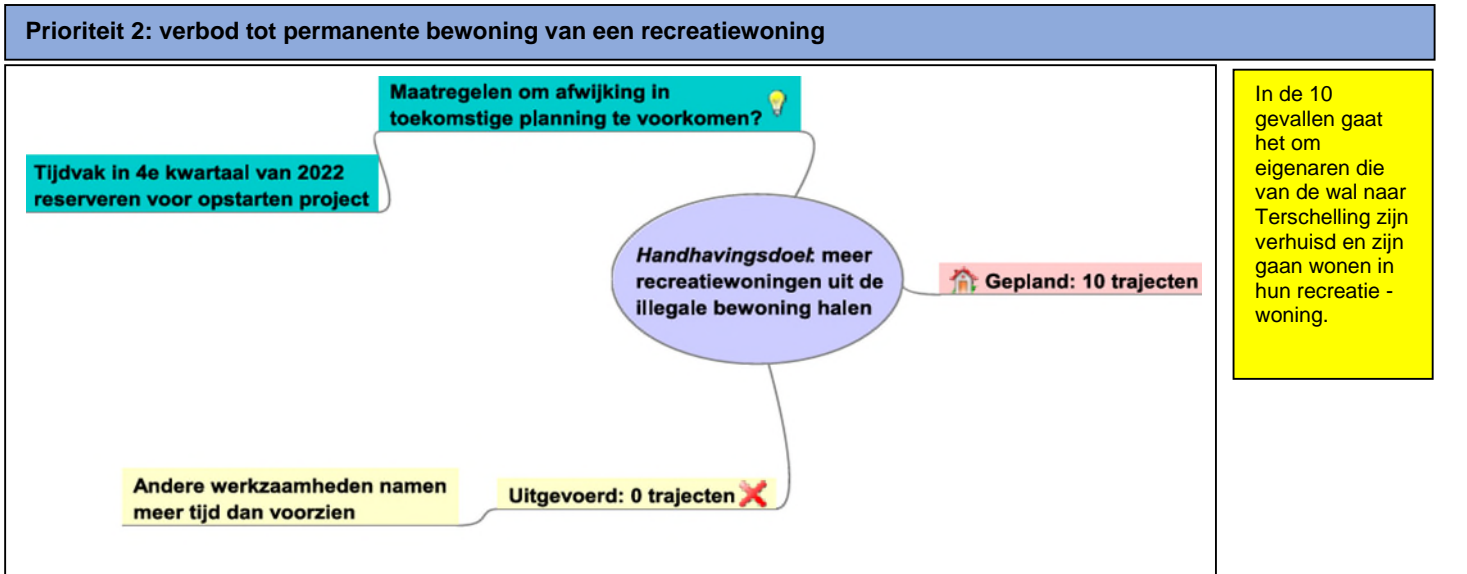 Prioriteit 2: verbod tot permanente bewoning van een recreatiewoning
Maatregelen om afwijking in
toekomstige planning te voorkomen?
Tijdvak in 4e kwartaal van 2022
reserveren voor opstarten project
Handhavingsdoel: meer
recreatiewoningen uit de
illegale bewoning halen
Gepland: 10 trajecten
Uitgevoerd: 0 trajecten
Andere werkzaamheden namen
meer tijd dan voorzien
In de 10
gevallen gaat
het om
eigenaren die
van de wal naar
Terschelling zijn
verhuisd en zijn
gaan wonen in
hun recreatie -
woning.